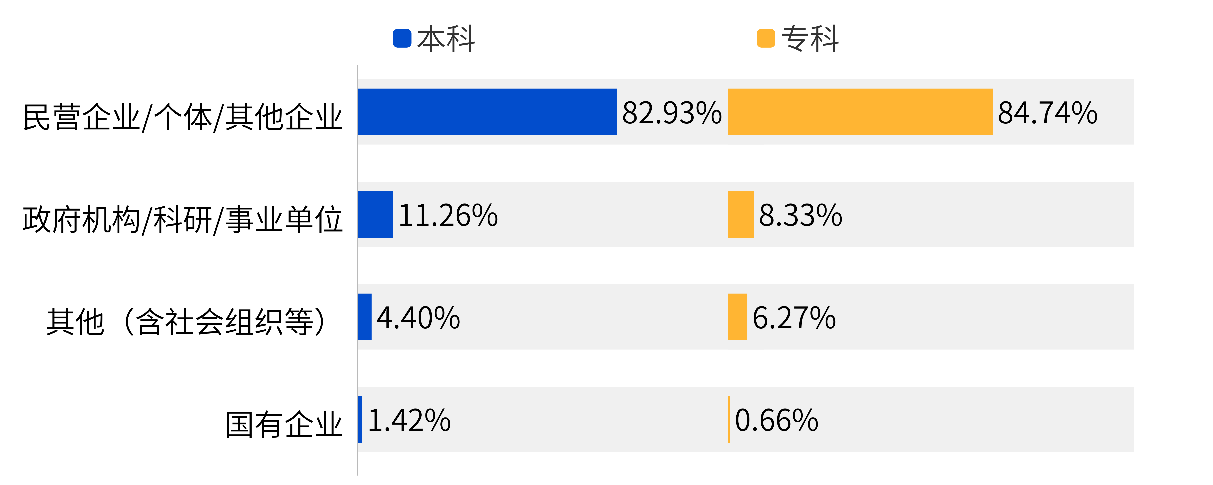 本科 专科
民营企业/个体/其他企业 82.93% 84.74%
政府机构/科研/事业单位 11.26% 8.33%
其他（含社会组织等） 4.40% 6.27%
国有企业 1.42% 0.66%